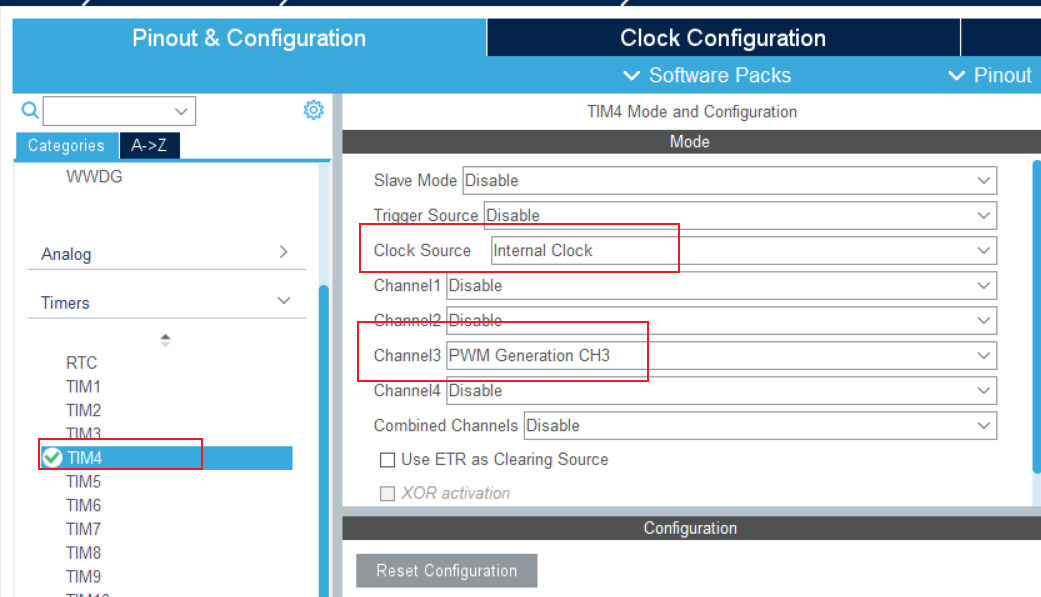 Pinout & Configuration
Clock Configuration
Software Packs
Pinout
TIM4 Mode and Configuration
Categories
A->Z
Mode
WWDG
Analog
Timers
RTC
TIM1
TIM2
TIM3
TIM4
TIM5
TIM6
TIM7
TIM8
TIM9
TIM10
Slave Mode Disable
Trigger Source Disable
Clock Source Internal Clock
Channel1 Disable
Channel2 Disable
Channel3 PWM Generation CH3
Channel4 Disable
Combined Channels Disable
Use ETR as Clearing Source
XOR activation
Configuration
Reset Configuration